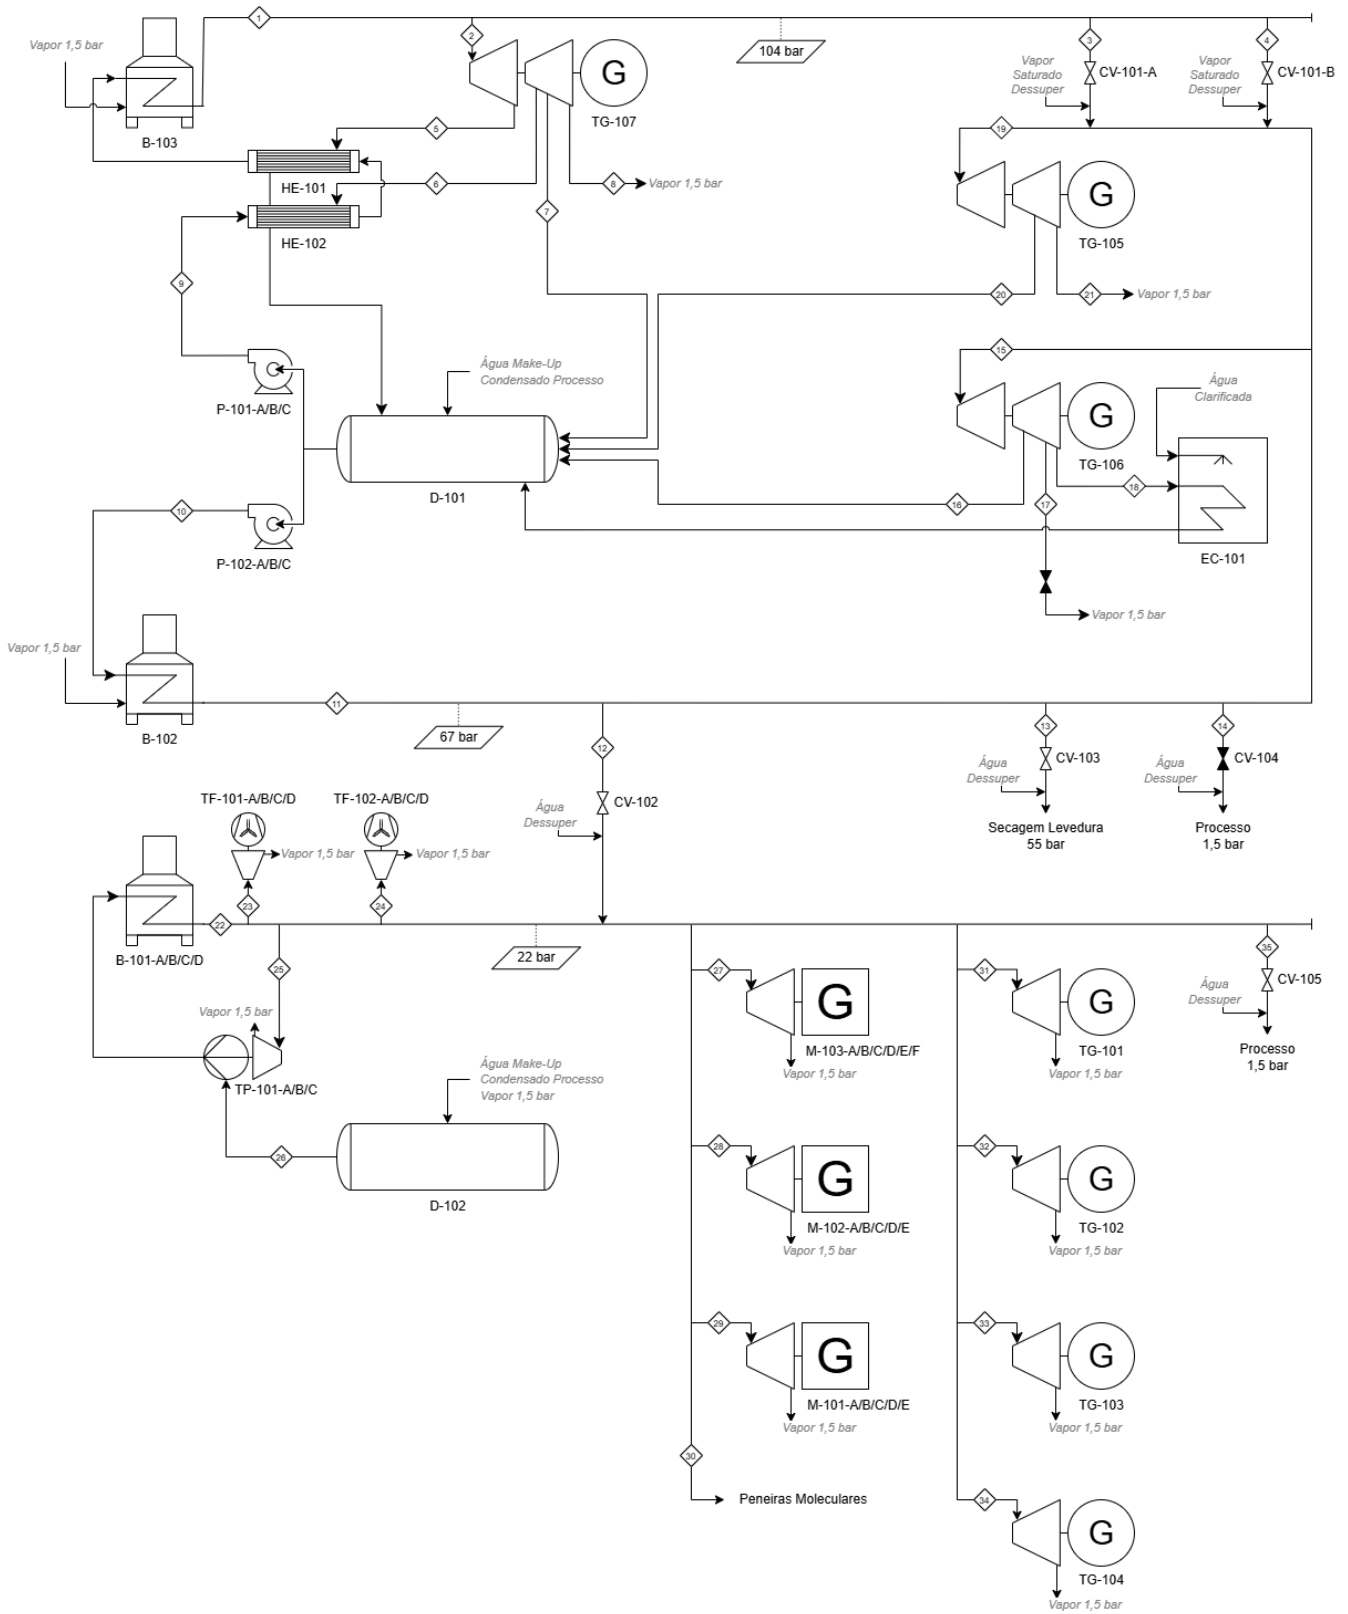 1
2
3
4
Vapor 1,5 bar
104 bar
Vapor
Saturado
Dessuper
CV-101-A
Vapor
Saturado
Dessuper
CV-101-B
G
TG-107
B-103
5
19
HE-101
6
8
Vapor 1,5 bar
G
TG-105
HE-102
7
9
20
21
Vapor 1,5 bar
15
Água Make-Up
Condensado Processo
P-101-A/B/C
Água
Clarificada
G
TG-106
D-101
18
16
17
10
EC-101
P-102-A/B/C
Vapor 1,5 bar
Vapor 1,5 bar
11
B-102
67 bar
12
13
14
Água
Dessuper
CV-103
Água
Dessuper
CV-104
TF-101-A/B/C/D
TF-102-A/B/C/D
Água
Dessuper
CV-102
Secagem Levedura
55 bar
Processo
1,5 bar
Vapor 1,5 bar
Vapor 1,5 bar
23
24
22
B-101-A/B/C/D
22 bar
25
27
31
35
Água
Dessuper
CV-105
Vapor 1,5 bar
G
M-103-A/B/C/D/E/F
Vapor 1,5 bar
G
TG-101
Vapor 1,5 bar
Processo
1,5 bar
TP-101-A/B/C
Água Make-Up
Condensado Processo
Vapor 1,5 bar
26
D-102
28
G
M-102-A/B/C/D/E
Vapor 1,5 bar
32
G
TG-102
Vapor 1,5 bar
29
G
M-101-A/B/C/D/E
Vapor 1,5 bar
33
G
TG-103
Vapor 1,5 bar
30
Peneiras Moleculares
34
G
TG-104
Vapor 1,5 bar